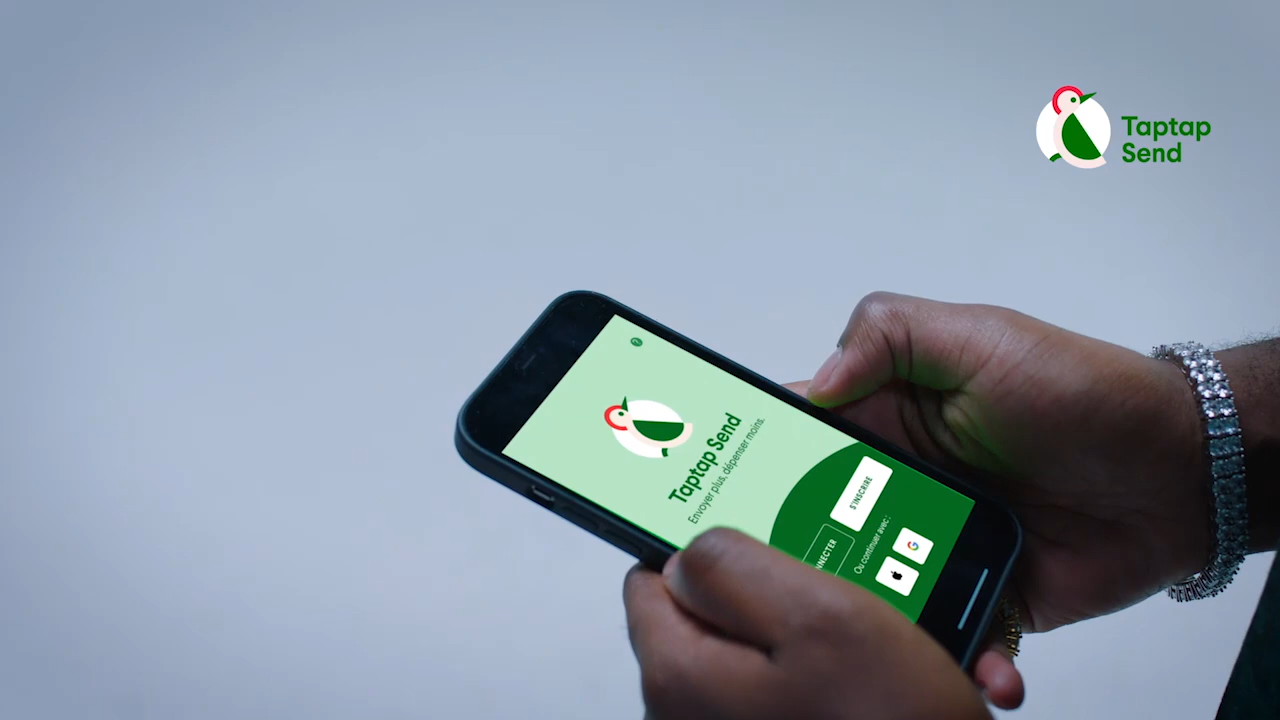 Taptap
Send
?
Taptap Send
Envoyer plus, dépenser moins.
S'INSCRIRE
NNECTER
Ou continuer avec :
G